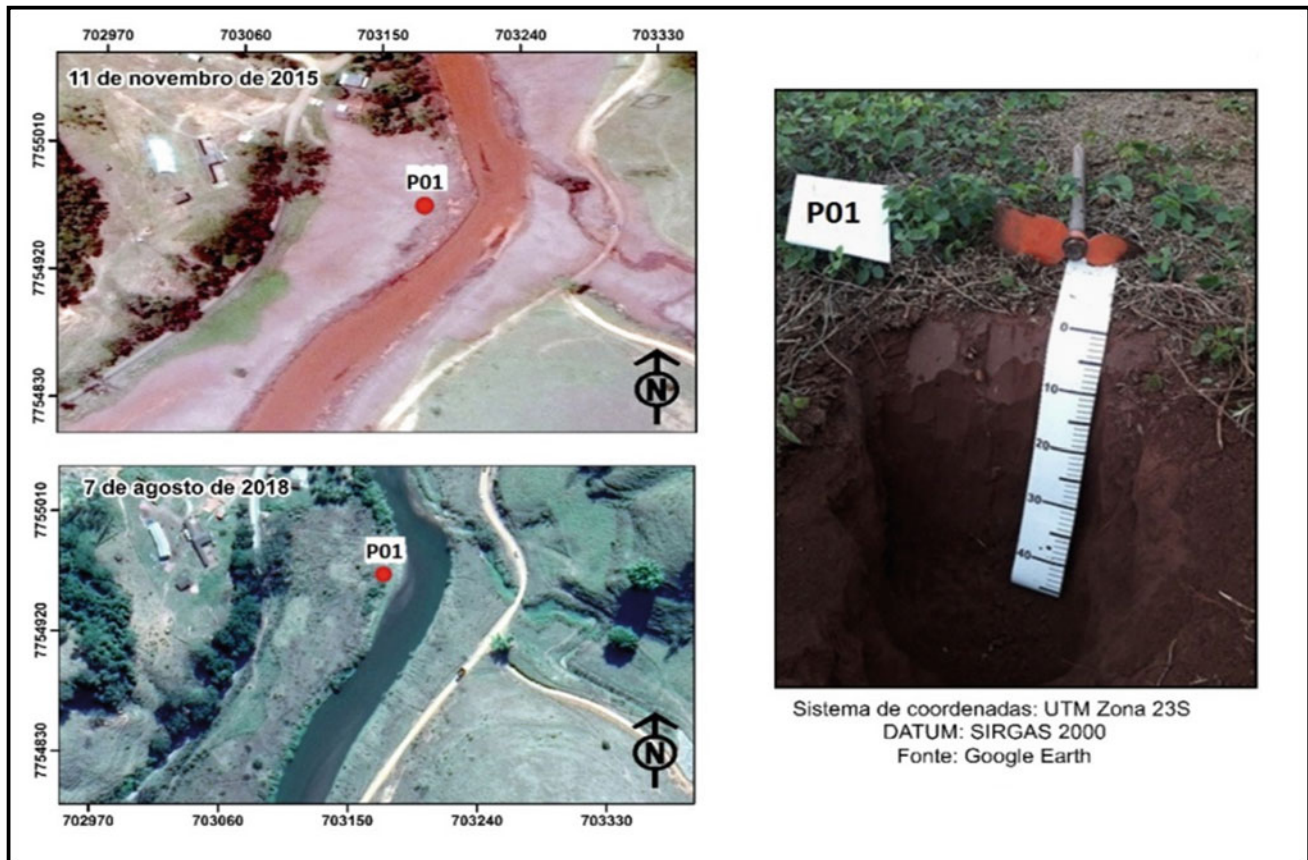 702970 703060 703150 703240 703330
11 de novembro de 2015
7755010
P01
7754920
7754830
N
7 de agosto de 2018
7755010
P01
7754920
7754830
N
702970 703060 703150 703240 703330
P01
0
10
20
30
40
Sistema de coordenadas: UTM Zona 23S
DATUM: SIRGAS 2000
Fonte: Google Earth